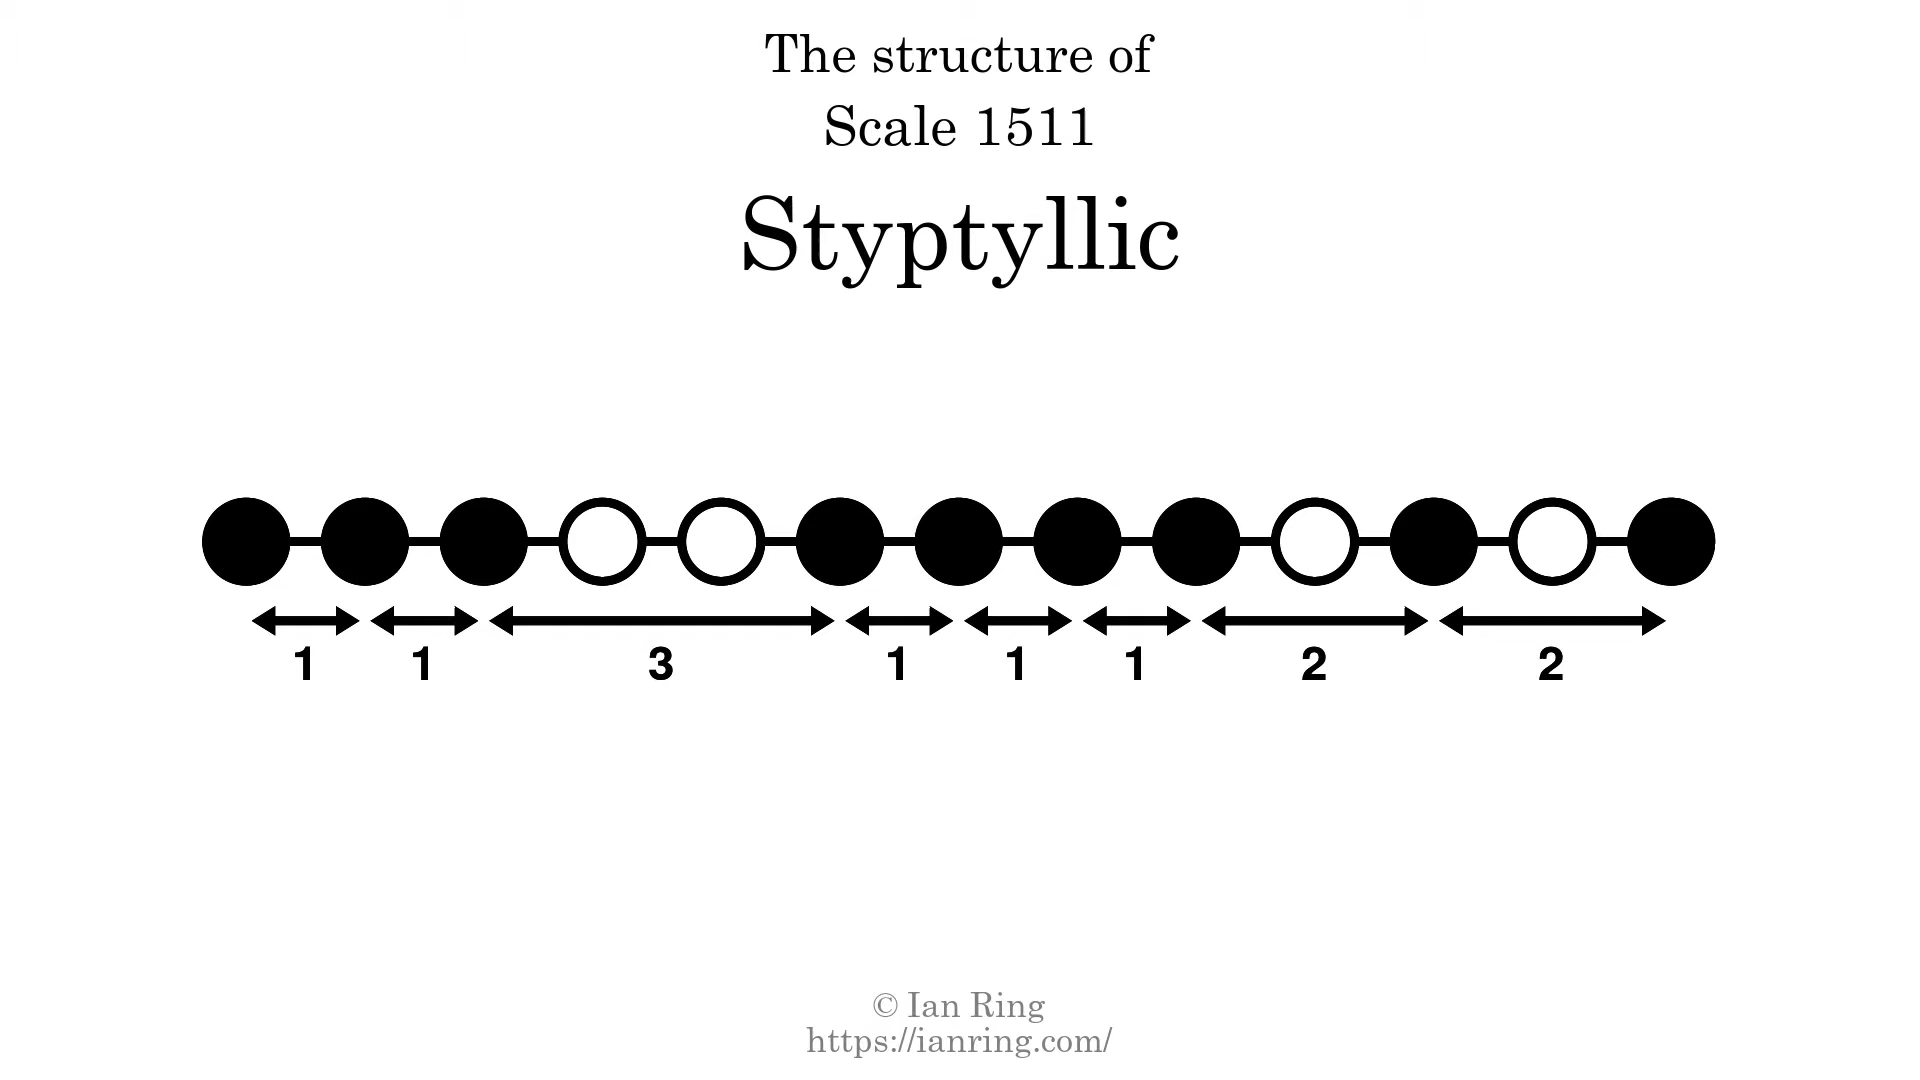 The structure of
Scale 1511
Styptyllic
1 1 3 1 1 1 2 2
© Ian Ring
https://ianring.com/